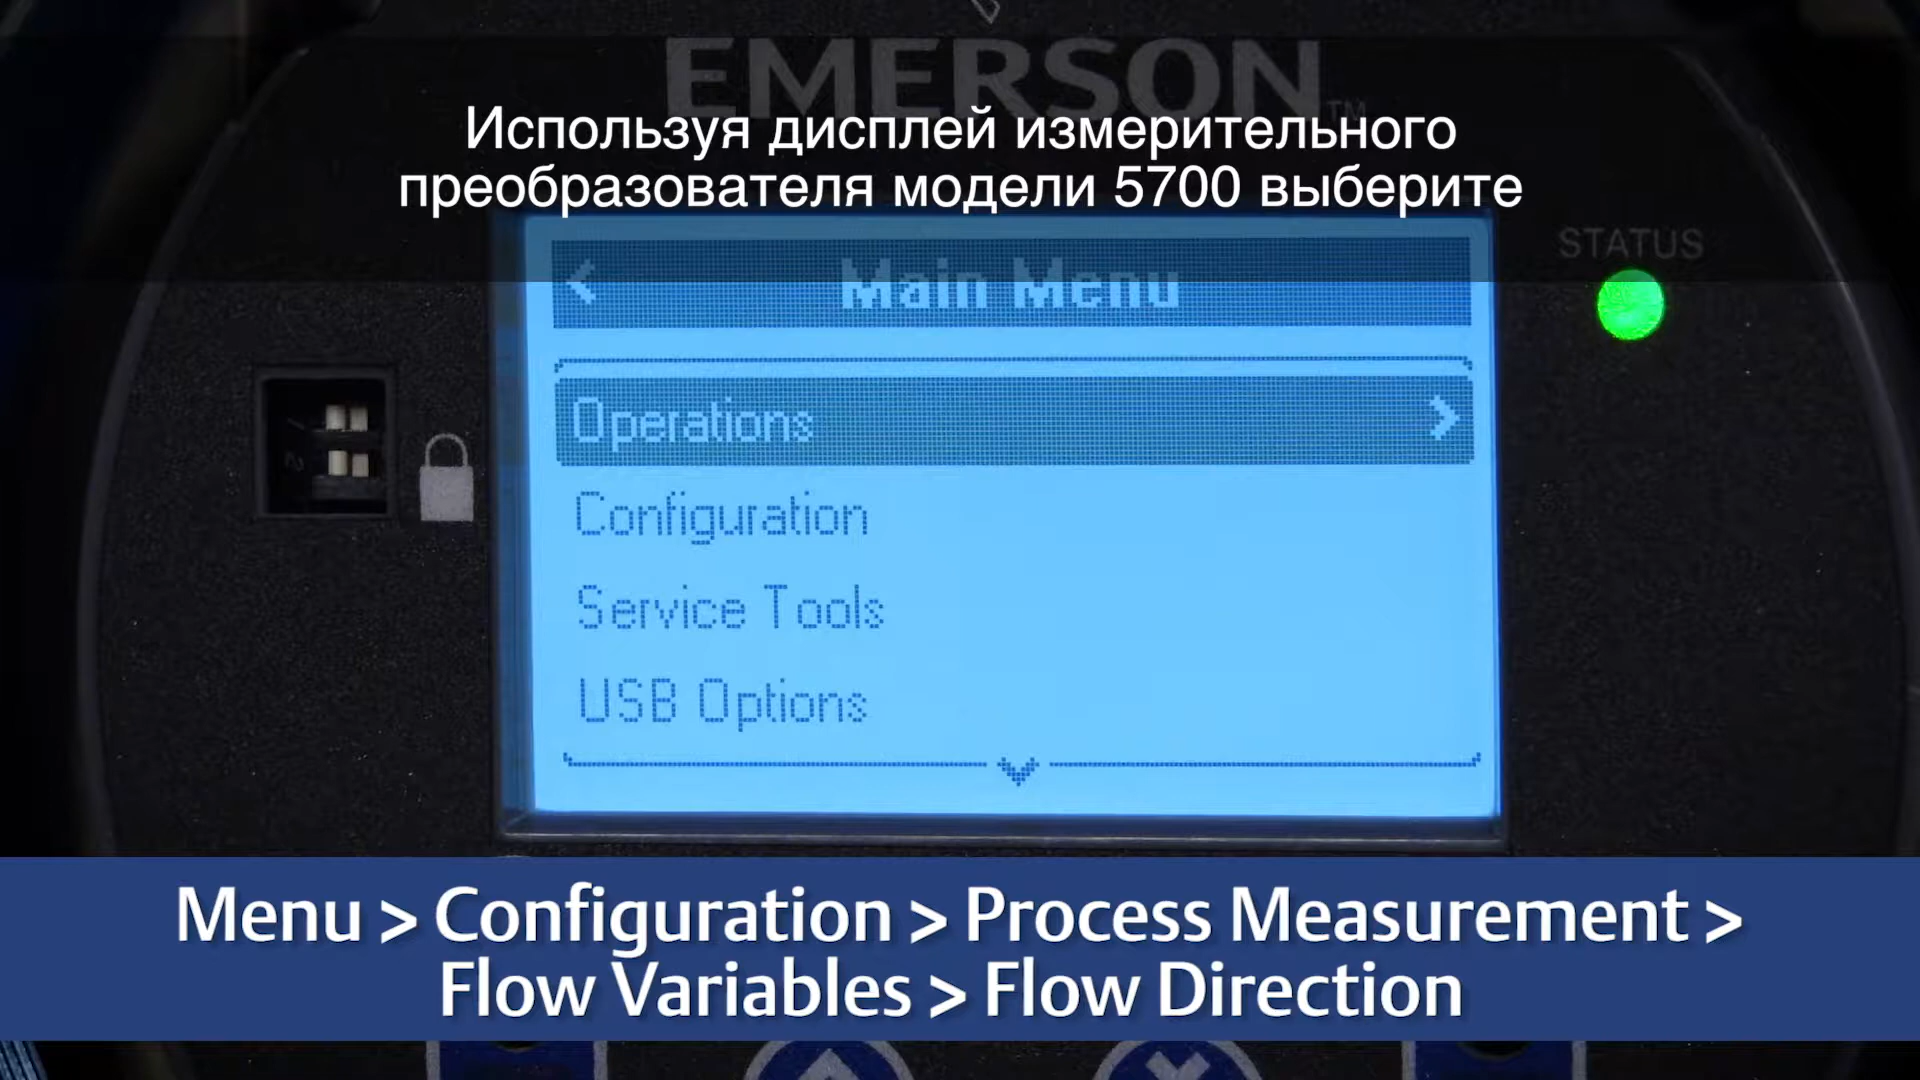 EMERSON™
Используя дисплей измерительного
преобразователя модели 5700 выберите
STATUS
Main Menu
Operations
Configuration
Service Tools
USB Options
Menu > Configuration > Process Measurement >
Flow Variables > Flow Direction